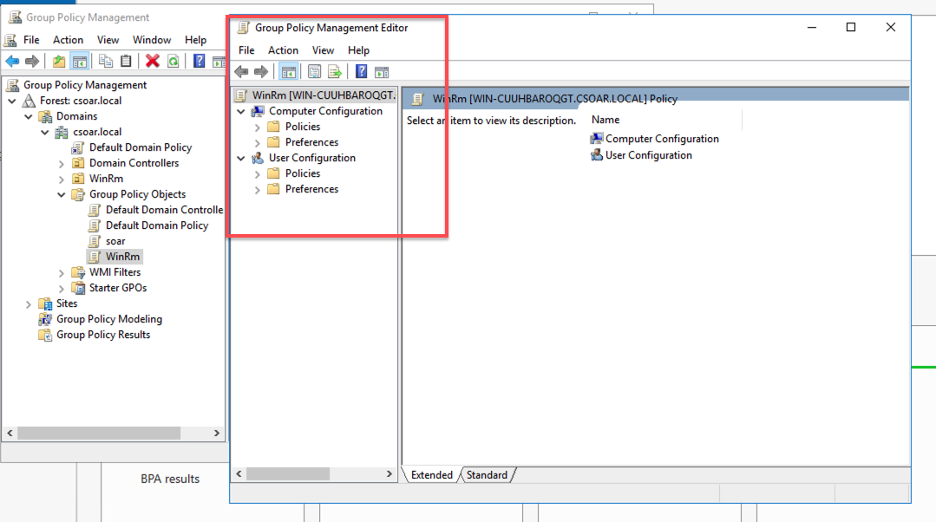 Group Policy Management
File Action View Window Help
Group Policy Management
Forest: csoar.local
Domains
csoar.local
Default Domain Policy
Domain Controllers
WinRm
Group Policy Objects
Default Domain Controlle
Default Domain Policy
soar
WinRm
WMI Filters
Starter GPOs
Sites
Group Policy Modeling
Group Policy Results
BPA results
Group Policy Management Editor
File Action View Help
WinRm [WIN-CUUHBAROQGT.
Computer Configuration
Policies
Preferences
User Configuration
Policies
Preferences
WinRm [WIN-CUUHBAROQGT.CSOAR.LOCAL] Policy
Select an item to view its description.
Name
Computer Configuration
User Configuration
Extended Standard